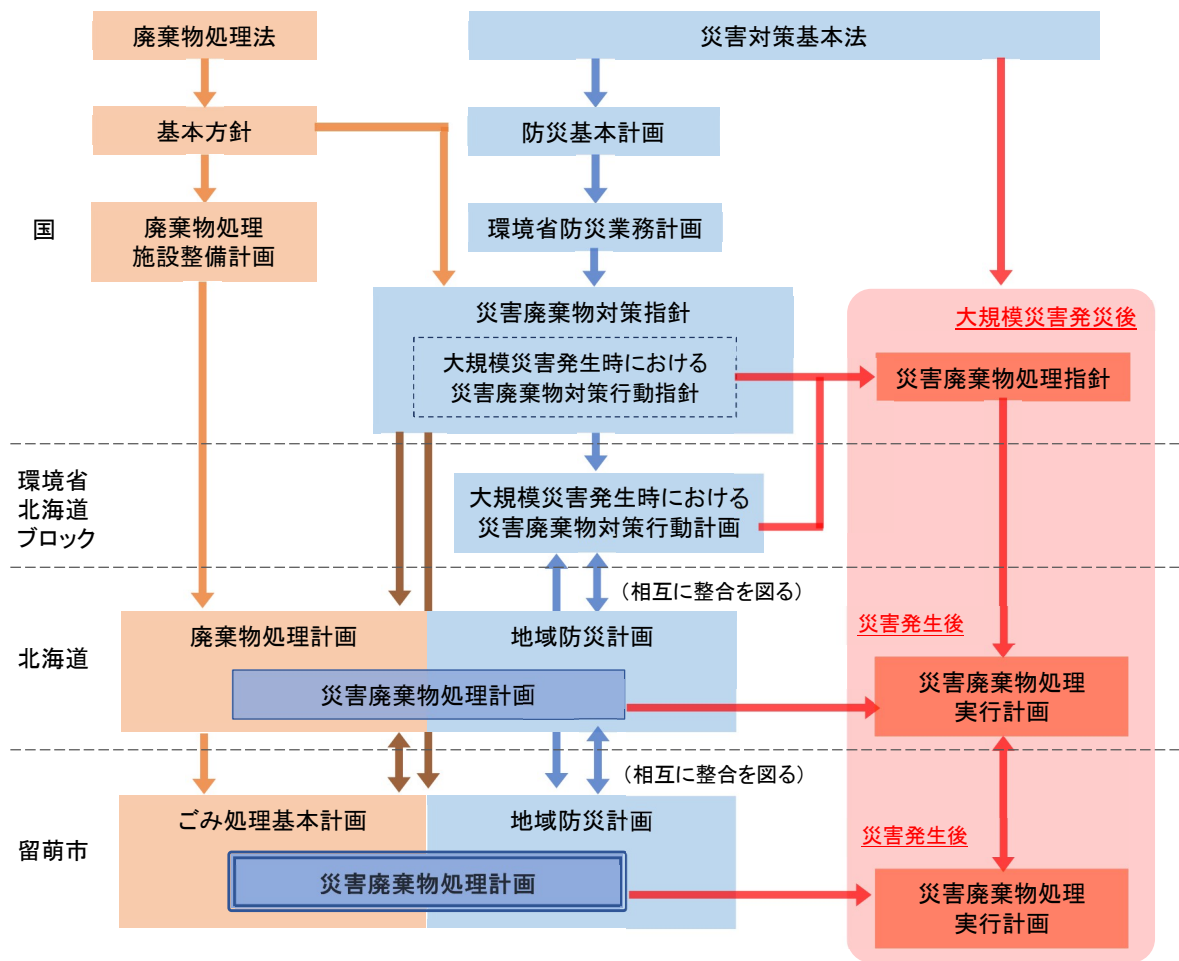 廃棄物処理法
災害対策基本法
基本方針
防災基本計画
国
廃棄物処理
施設整備計画
環境省防災業務計画
災害廃棄物対策指針
大規模災害発生時における
災害廃棄物対策行動指針
大規模災害発災後
災害廃棄物処理指針
環境省
北海道
ブロック
大規模災害発生時における
災害廃棄物対策行動計画
(相互に整合を図る)
北海道
廃棄物処理計画
地域防災計画
災害廃棄物処理計画
災害発生後
災害廃棄物処理
実行計画
(相互に整合を図る)
留萌市
ごみ処理基本計画
地域防災計画
災害廃棄物処理計画
災害発生後
災害廃棄物処理
実行計画